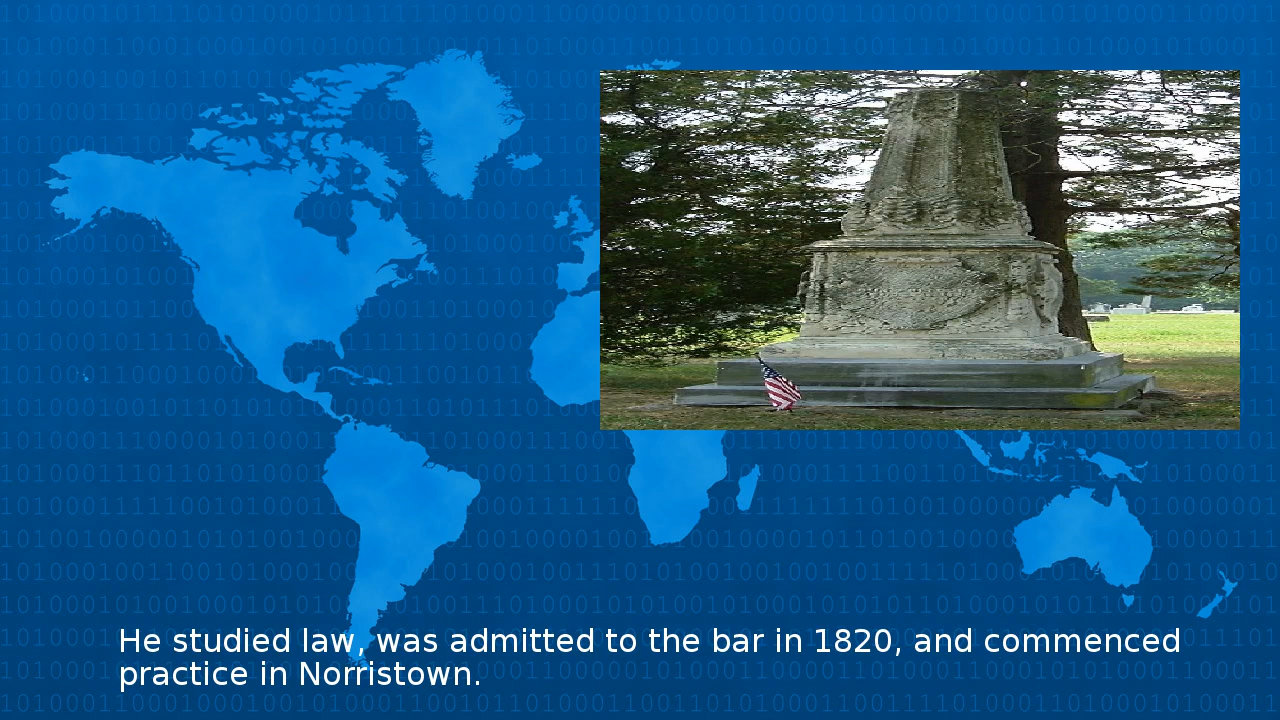 He studied law, was admitted to the bar in 1820, and commenced
practice in Norristown.